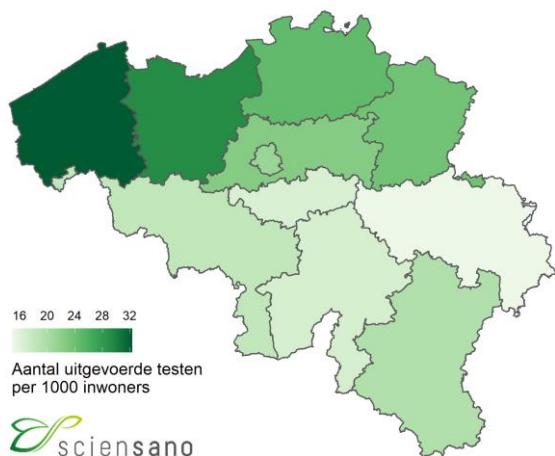 16 20 24 28 32
Aantal uitgevoerde testen
per 1000 inwoners
sciensano